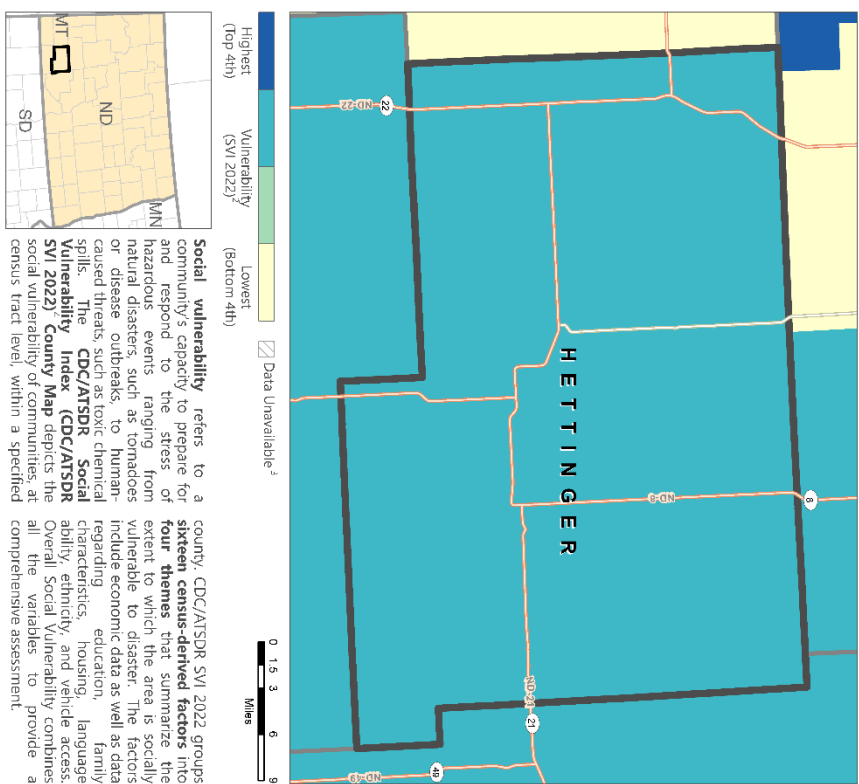 22
ND-22
8
ND-8
HETTINGER
ND-21
21
49
ND-49
Highest
(Top 4th)
Vulnerability
(SVI 2022)²
Lowest
(Bottom 4th)
Data Unavailable³
0 1.5 3 6 9
Miles
MT
ND
SD
MN
Social vulnerability refers to a
community's capacity to prepare for
and respond to the stress of
hazardous events ranging from
natural disasters, such as tornadoes
or disease outbreaks, to human-
caused threats, such as toxic chemical
spills. The CDC/ATSDR Social
Vulnerability Index (CDC/ATSDR
SVI 2022)² County Map depicts the
social vulnerability of communities, at
census tract level, within a specified
county. CDC/ATSDR SVI 2022 groups
sixteen census-derived factors into
four themes that summarize the
extent to which the area is socially
vulnerable to disaster. The factors
include economic data as well as data
regarding education, family
characteristics, housing, language
ability, ethnicity, and vehicle access.
Overall Social Vulnerability combines
all the variables to provide a
comprehensive assessment.